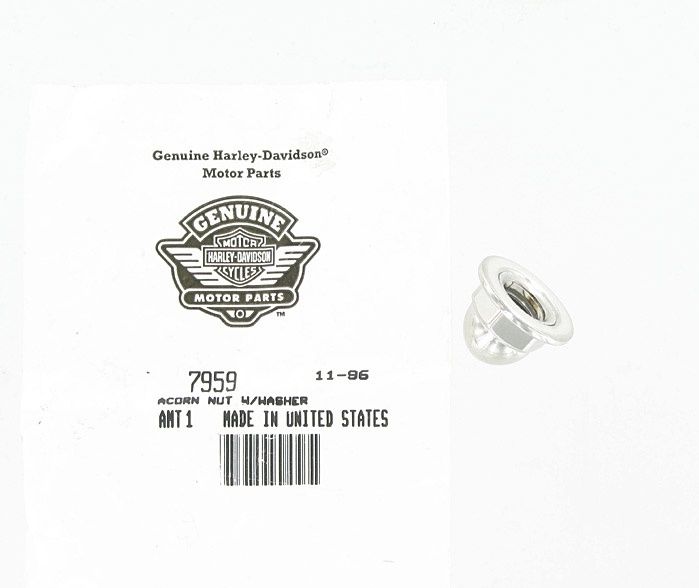 Genuine Harley-Davidson®
Motor Parts
GENUINE
MOTOR
HARLEY-DAVIDSON
CYCLES
MOTOR PARTS
TM
7959 11-96
ACORN NUT W/WASHER
AMT 1 MADE IN UNITED STATES